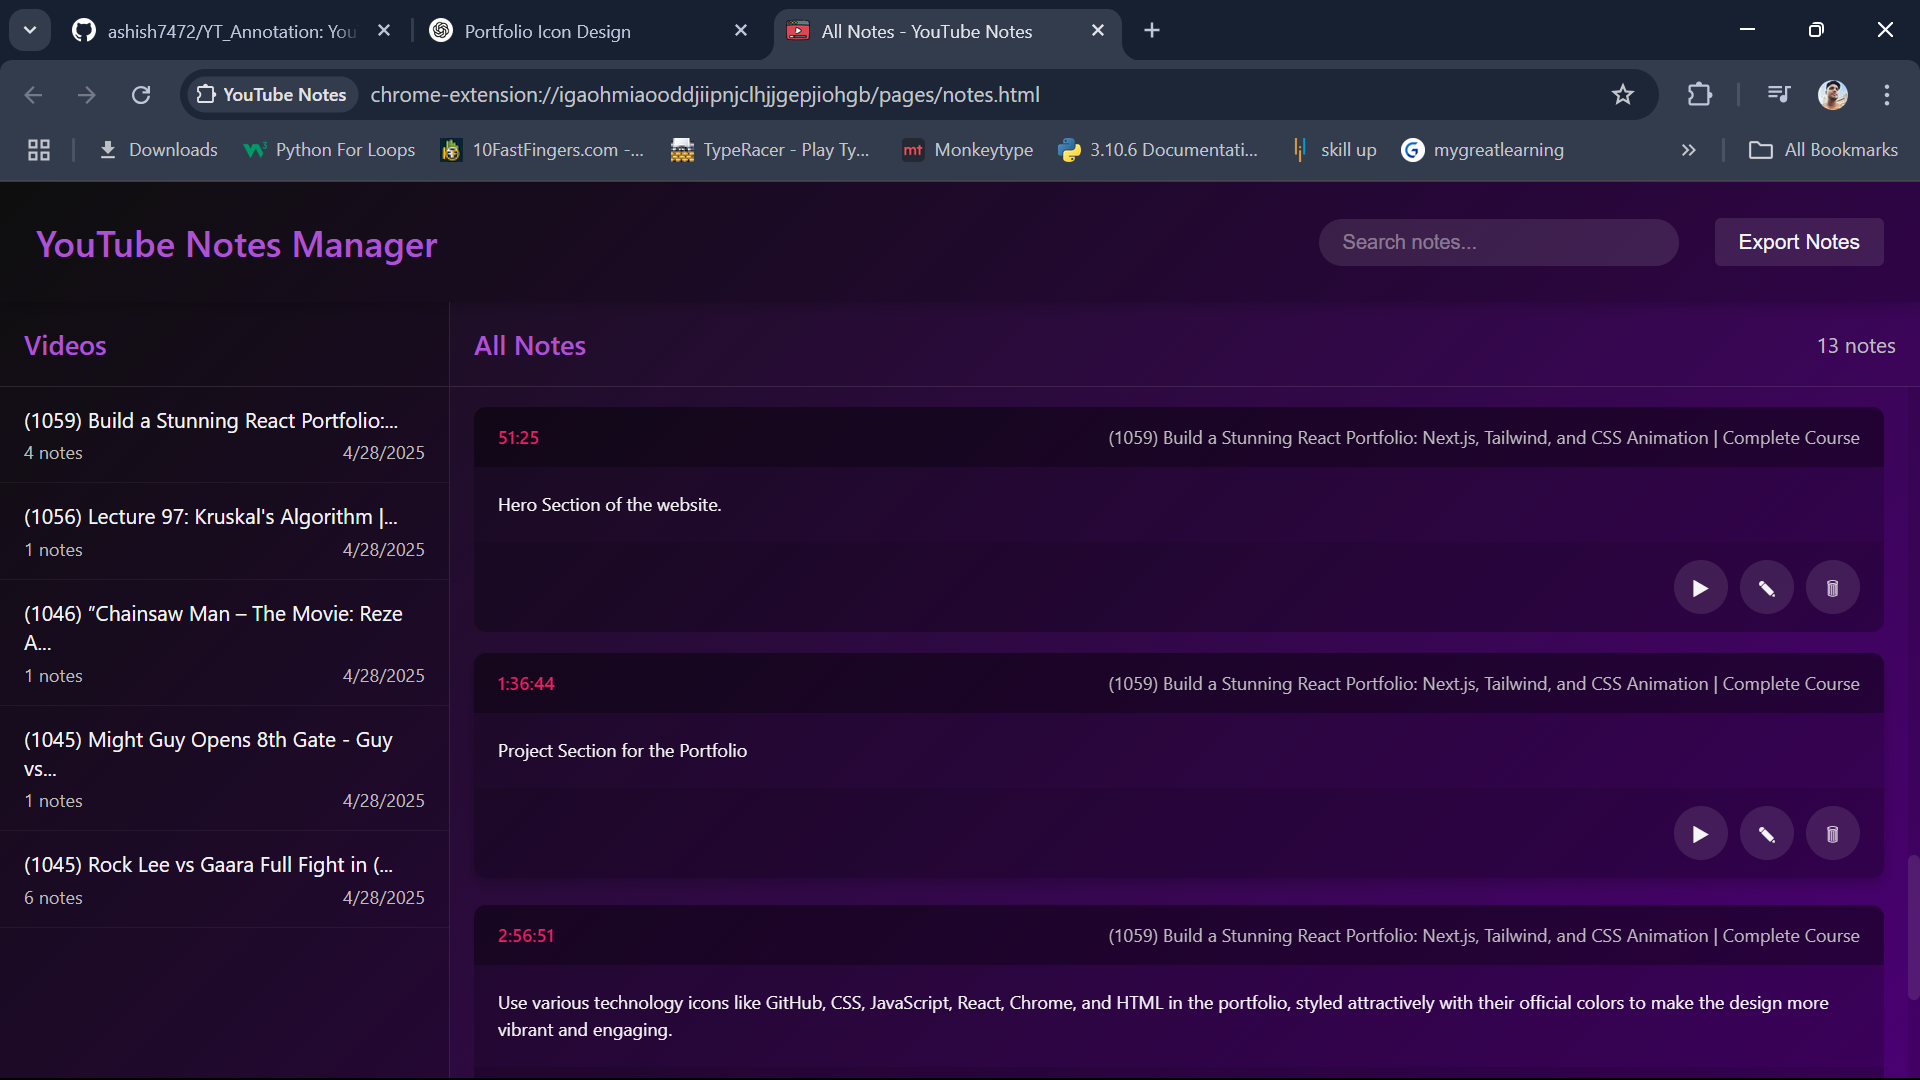 ashish7472/YT_Annotation: You
Portfolio Icon Design
All Notes - YouTube Notes
YouTube Notes
chrome-extension://igaohmiaooddjiipnjclhjjgepjiohgb/pages/notes.html
Downloads
Python For Loops
10FastFingers.com -...
TypeRacer - Play Ty...
mt
Monkeytype
3.10.6 Documentati...
skill up
G
mygreatlearning
All Bookmarks
YouTube Notes Manager
Search notes...
Export Notes
Videos
(1059) Build a Stunning React Portfolio:...
4 notes 4/28/2025
(1056) Lecture 97: Kruskal's Algorithm |...
1 notes 4/28/2025
(1046) “Chainsaw Man – The Movie: Reze
A...
1 notes 4/28/2025
(1045) Might Guy Opens 8th Gate - Guy
vs...
1 notes 4/28/2025
(1045) Rock Lee vs Gaara Full Fight in (...
6 notes 4/28/2025
All Notes
13 notes
51:25 (1059) Build a Stunning React Portfolio: Next.js, Tailwind, and CSS Animation | Complete Course
Hero Section of the website.
1:36:44 (1059) Build a Stunning React Portfolio: Next.js, Tailwind, and CSS Animation | Complete Course
Project Section for the Portfolio
2:56:51 (1059) Build a Stunning React Portfolio: Next.js, Tailwind, and CSS Animation | Complete Course
Use various technology icons like GitHub, CSS, JavaScript, React, Chrome, and HTML in the portfolio, styled attractively with their official colors to make the design more
vibrant and engaging.